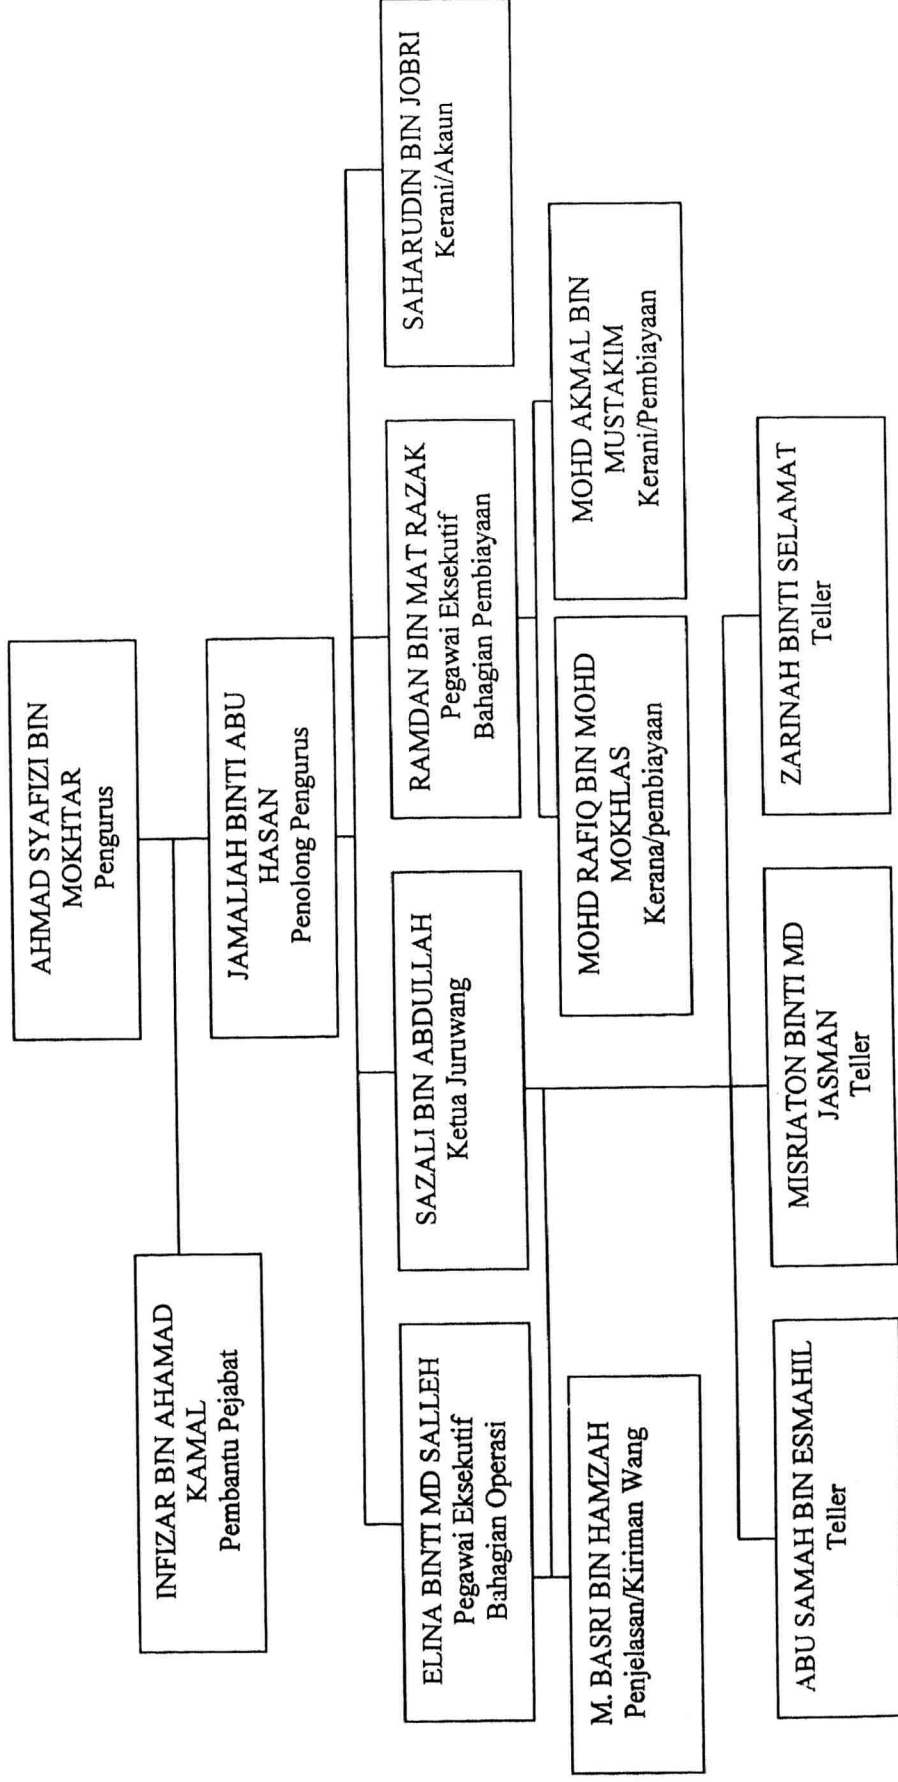 AHMAD SYAFIZI BIN
MOKHTAR
Pengurus
INFIZAR BIN AHAMAD
KAMAL
Pembantu Pejabat
JAMALIAH BINTI ABU
HASAN
Penolong Pengurus
ELINA BINTI MD SALLEH
Pegawai Eksekutif
Bahagian Operasi
SAZALI BIN ABDULLAH
Ketua Juruwang
RAMDAN BIN MAT RAZAK
Pegawai Eksekutif
Bahagian Pembiayaan
SAHARUDIN BIN JOBRI
Kerani/Akaun
M. BASRI BIN HAMZAH
Penjelasan/Kiriman Wang
MOHD RAFIQ BIN MOHD
MOKHLAS
Kerana/pembiayaan
MOHD AKMAL BIN
MUSTAKIM
Kerani/Pembiayaan
ABU SAMAH BIN ESMAHIL
Teller
MISRIATON BINTI MD
JASMAN
Teller
ZARINAH BINTI SELAMAT
Teller